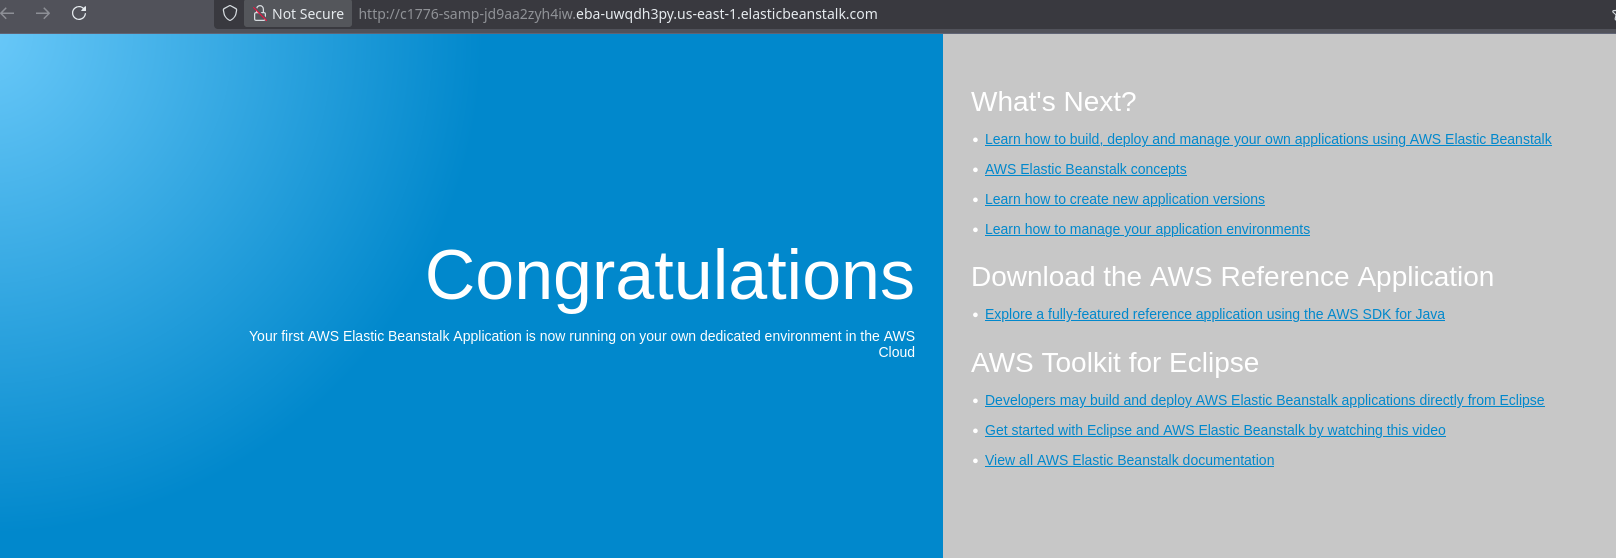 Not Secure http://c1776-samp-jd9aa2zyh4iw.eba-uwqdh3py.us-east-1.elasticbeanstalk.com
Congratulations
Your first AWS Elastic Beanstalk Application is now running on your own dedicated environment in the AWS
Cloud
What's Next?
Learn how to build, deploy and manage your own applications using AWS Elastic Beanstalk
AWS Elastic Beanstalk concepts
Learn how to create new application versions
Learn how to manage your application environments
Download the AWS Reference Application
Explore a fully-featured reference application using the AWS SDK for Java
AWS Toolkit for Eclipse
Developers may build and deploy AWS Elastic Beanstalk applications directly from Eclipse
Get started with Eclipse and AWS Elastic Beanstalk by watching this video
View all AWS Elastic Beanstalk documentation